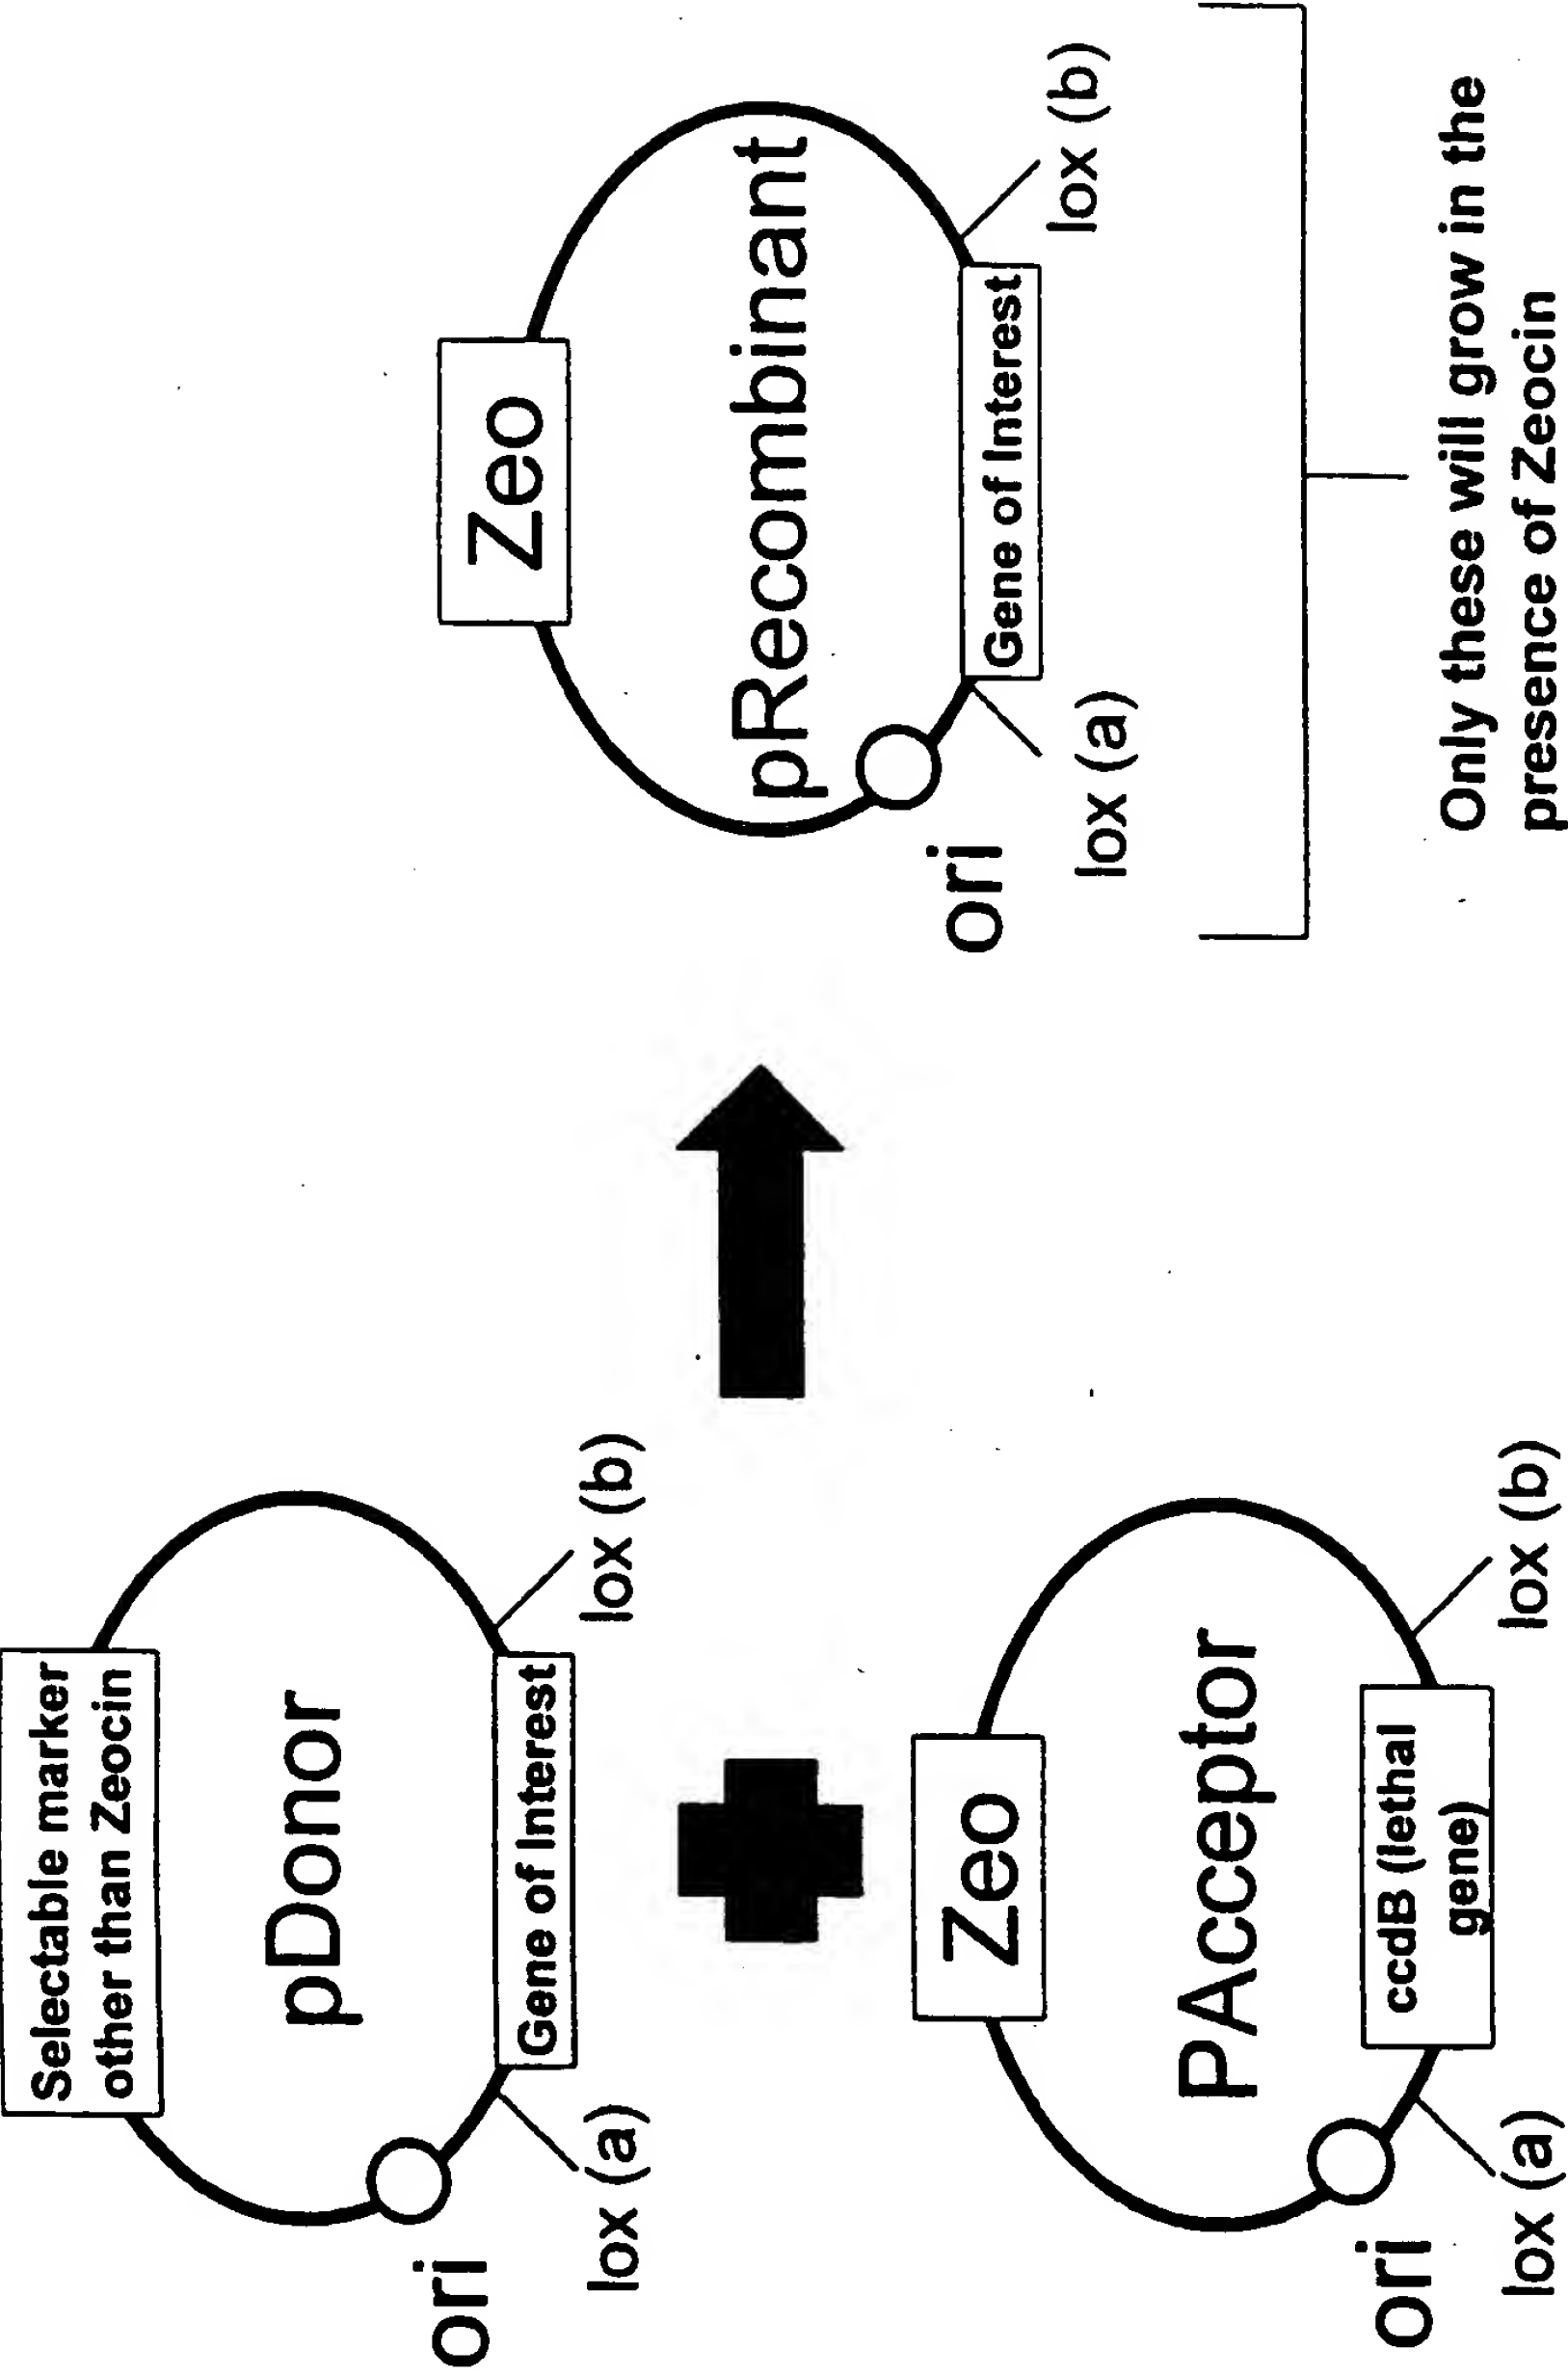 Selectable marker
other than Zeocin
pDonor
Gene of Interest
ori
lox (a)
lox (b)
Zeo
PAcceptor
ccdB (lethal
gene)
ori
lox (a)
lox (b)
Zeo
pRecombinant
Gene of Interest
ori
lox (a)
lox (b)
Only these will grow in the
presence of Zeocin